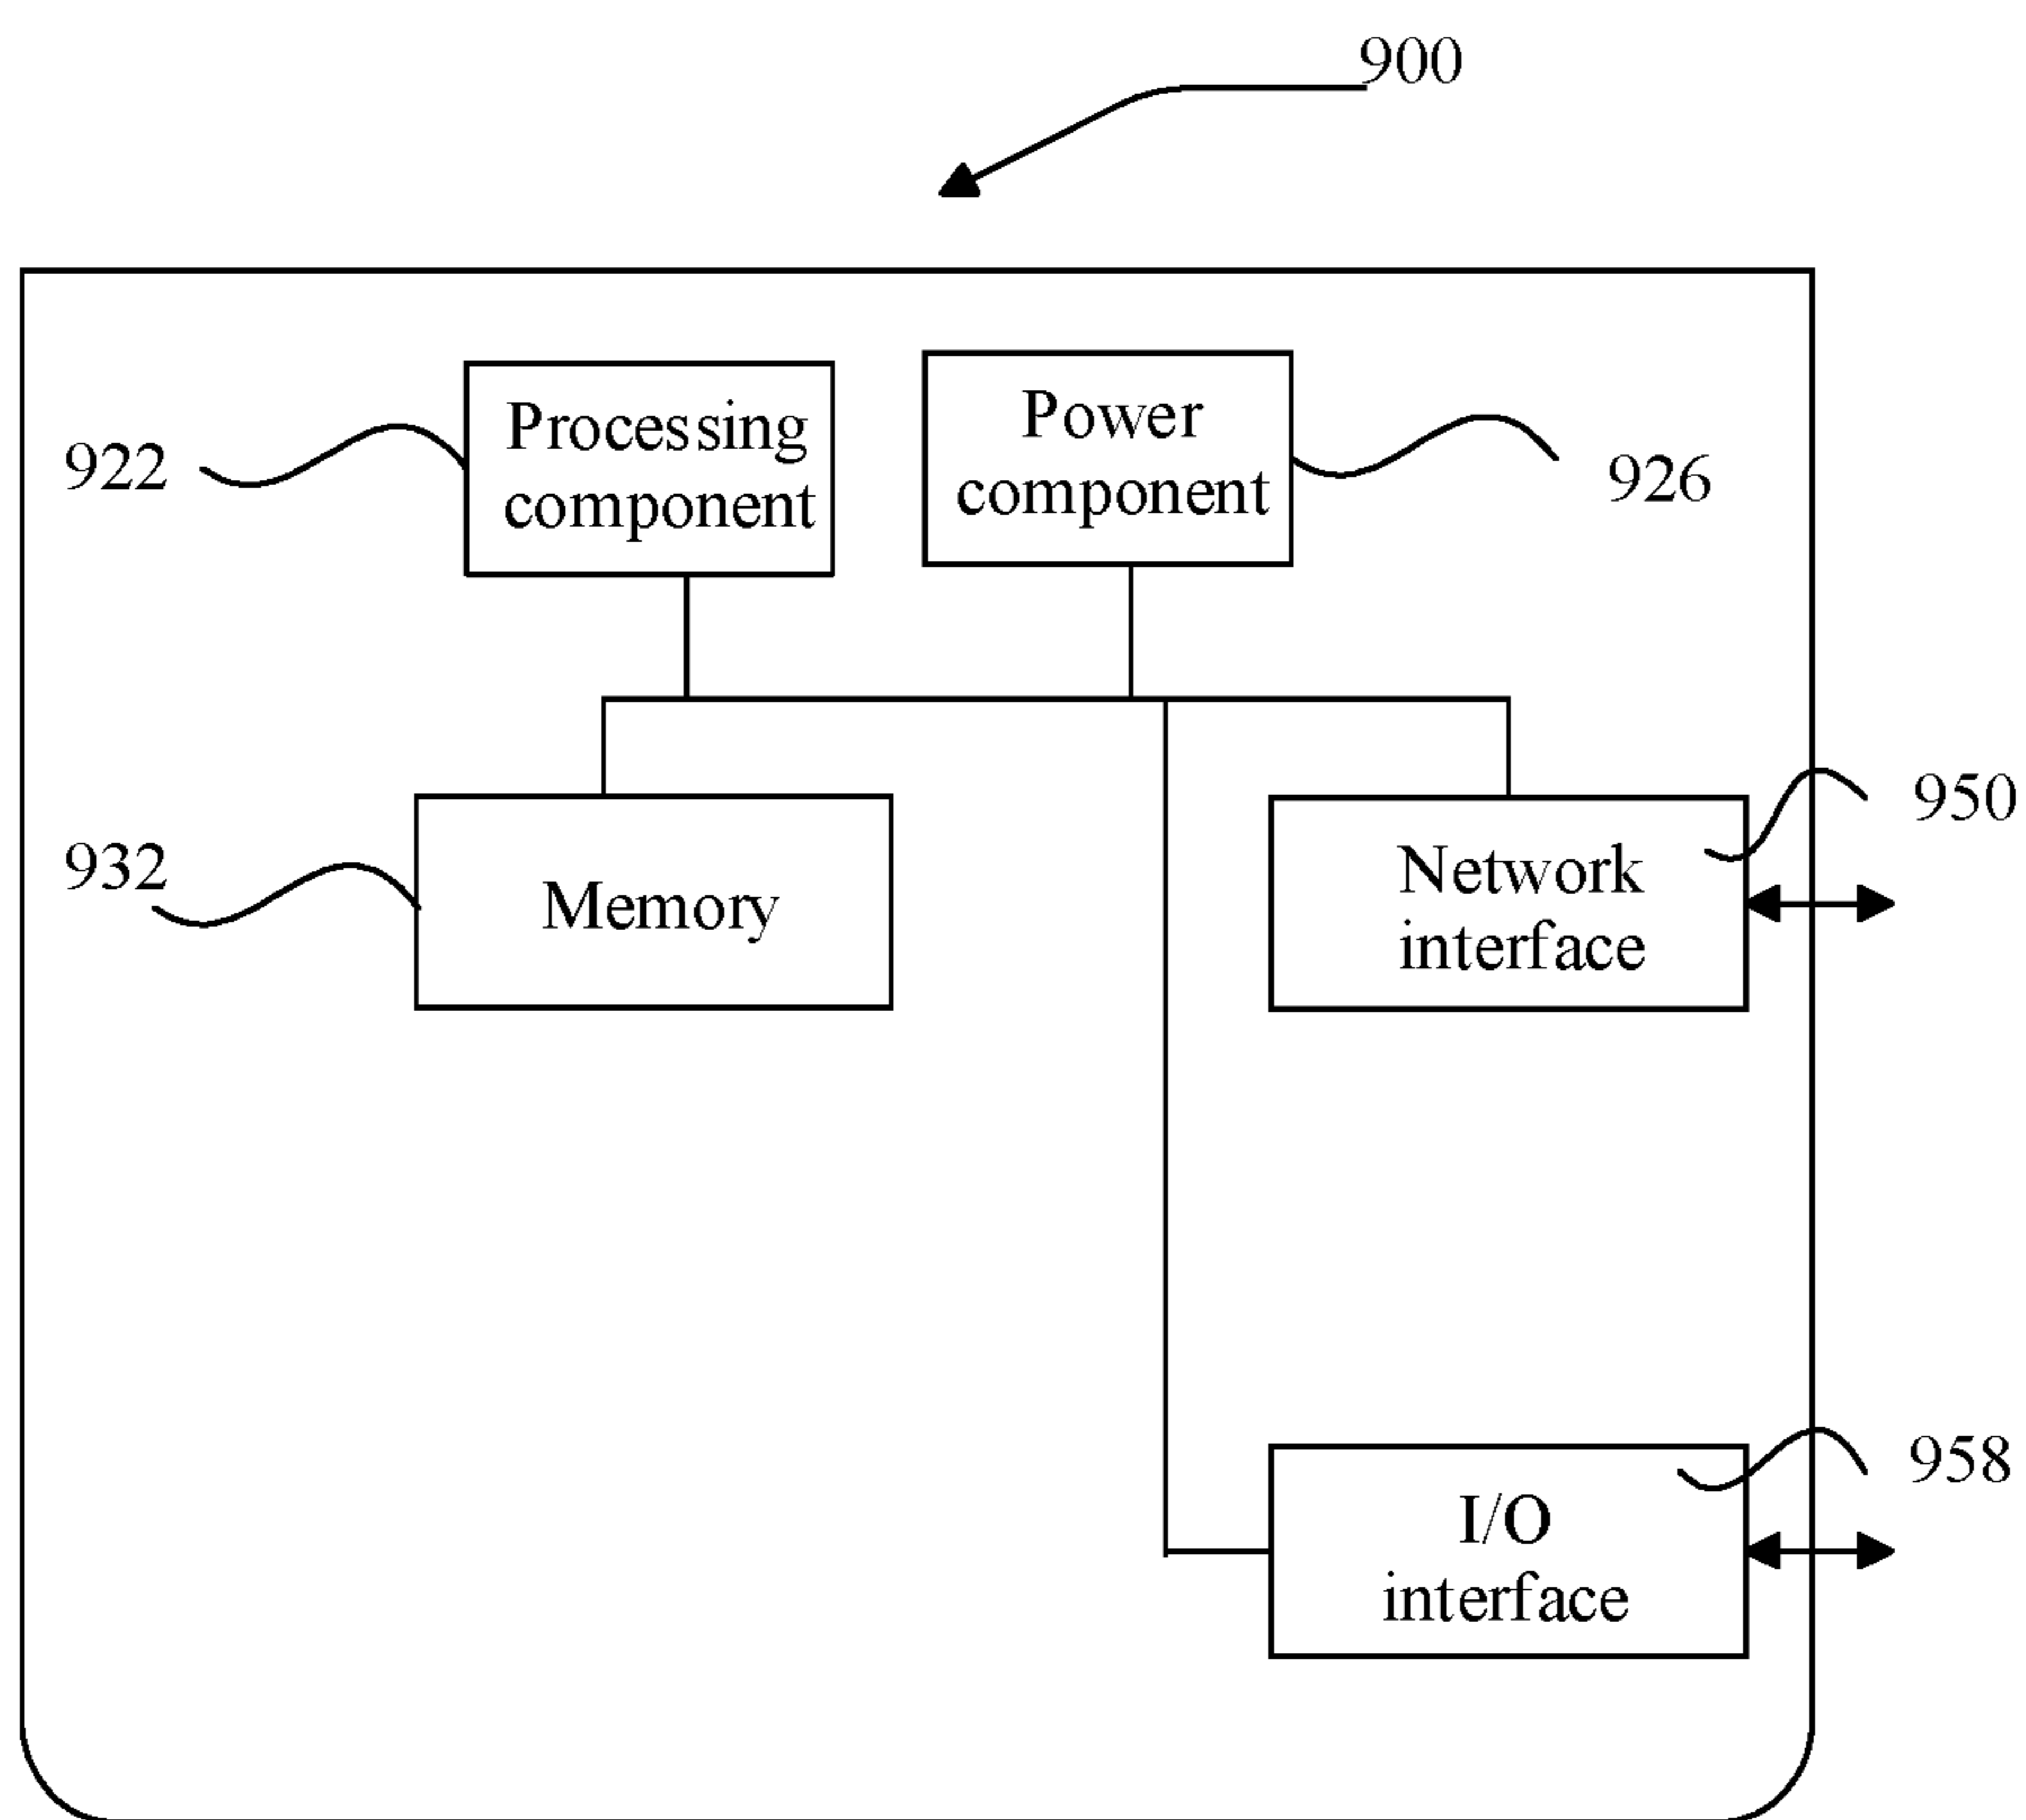 900
Processing
component
Power
component
922
926
932
Memory
950
Network
interface
958
I/O
interface